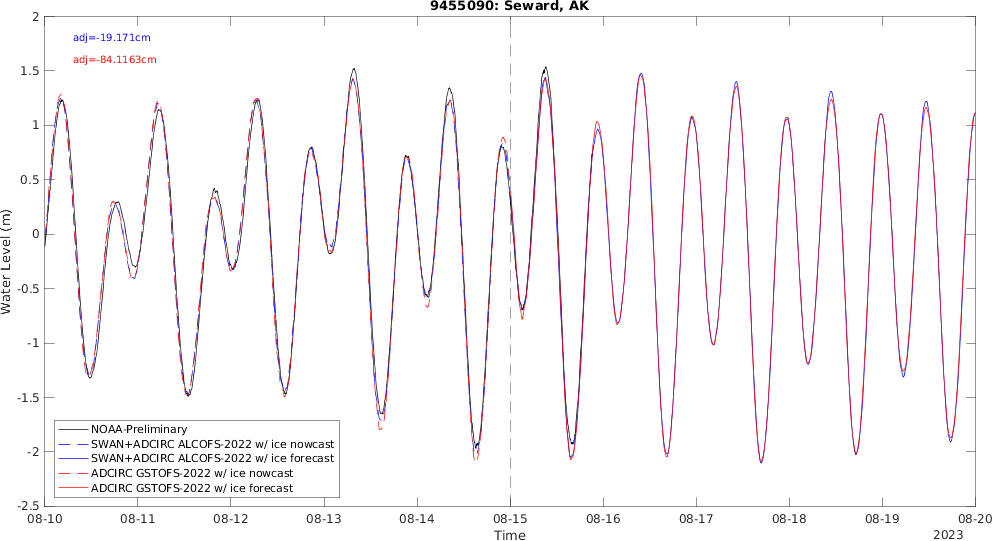 9455090: Seward, AK
adj=-19.171cm
adj=-84.1163cm
Water Level (m)
2
1.5
1
0.5
0
-0.5
-1
-1.5
-2
-2.5
NOAA-Preliminary
SWAN+ADCIRC ALCOFS-2022 w/ ice nowcast
SWAN+ADCIRC ALCOFS-2022 w/ ice forecast
ADCIRC GSTOFS-2022 w/ ice nowcast
ADCIRC GSTOFS-2022 w/ ice forecast
08-10 08-11 08-12 08-13 08-14 08-15 08-16 08-17 08-18 08-19 08-20
Time
2023